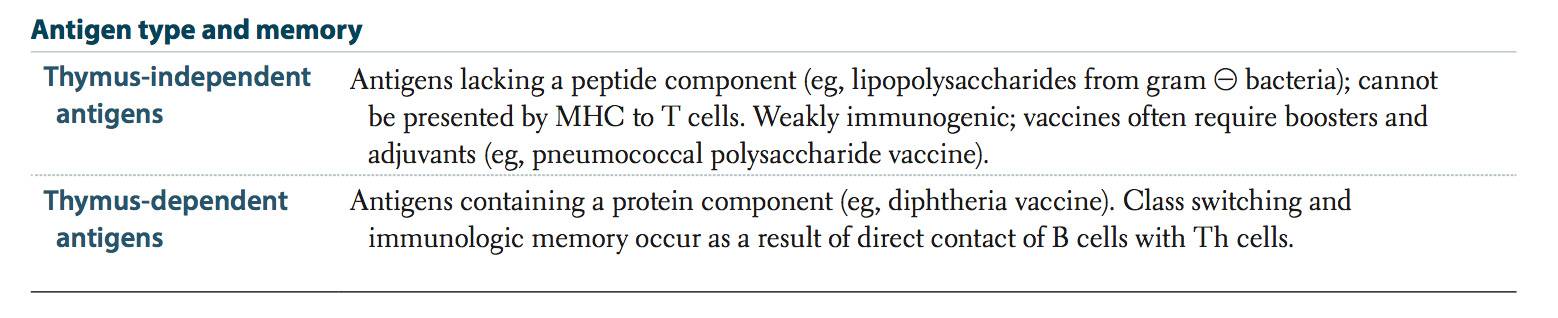 Antigen type and memory
Thymus-independent antigens
Antigens lacking a peptide component (eg, lipopolysaccharides from gram ⊖ bacteria); cannot
be presented by MHC to T cells. Weakly immunogenic; vaccines often require boosters and
adjuvants (eg, pneumococcal polysaccharide vaccine).
Thymus-dependent antigens
Antigens containing a protein component (eg, diphtheria vaccine). Class switching and
immunologic memory occur as a result of direct contact of B cells with Th cells.